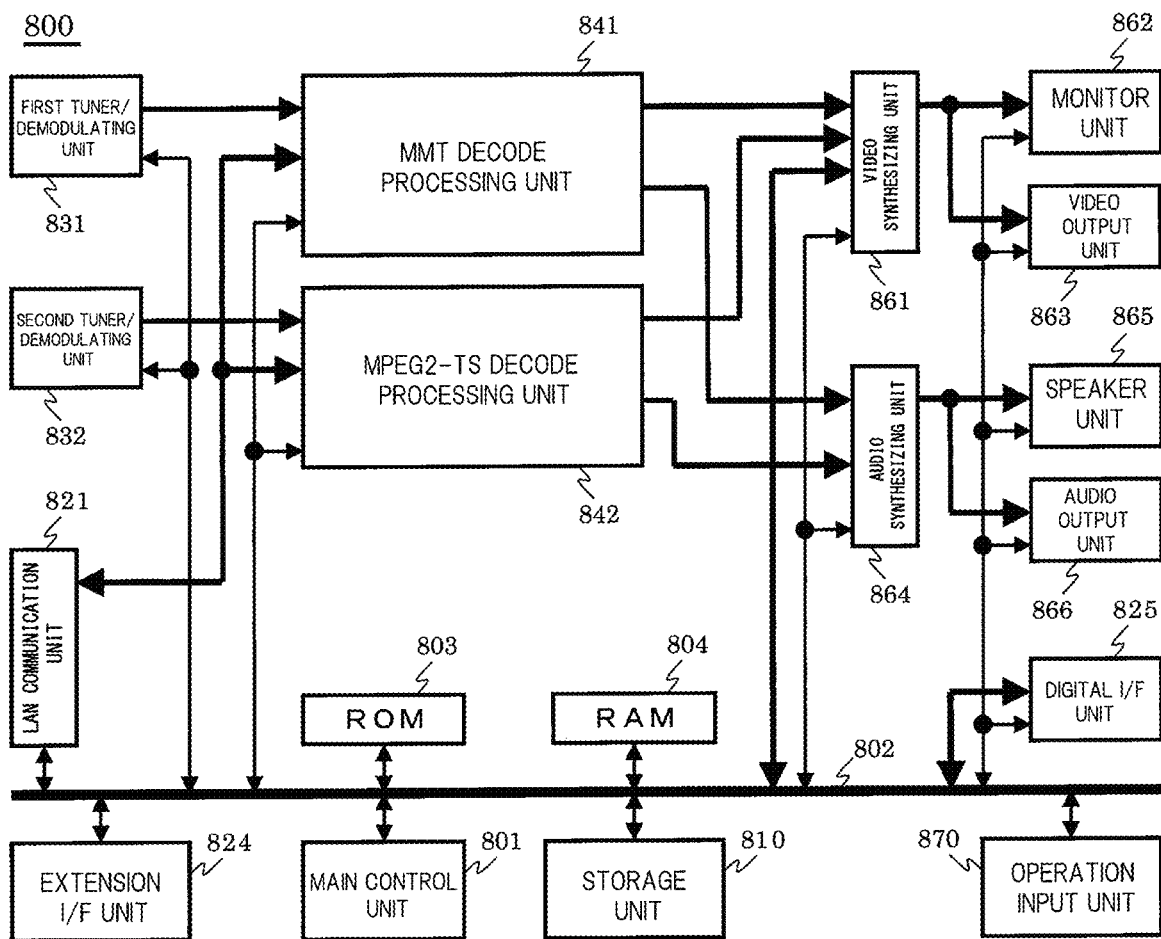 800
841
862
FIRST TUNER/
DEMODULATING
UNIT
831
MMT DECODE
PROCESSING UNIT
VIDEO
SYNTHESIZING UNIT
861
MONITOR
UNIT
VIDEO
OUTPUT
UNIT
863
SECOND TUNER/
DEMODULATING
UNIT
832
MPEG2-TS DECODE
PROCESSING UNIT
842
AUDIO
SYNTHESIZING UNIT
864
865
SPEAKER
UNIT
AUDIO
OUTPUT
UNIT
866
821
LAN COMMUNICATION
UNIT
803
ROM
804
RAM
825
DIGITAL I/F
UNIT
802
824
EXTENSION
I/F UNIT
801
MAIN CONTROL
UNIT
810
STORAGE
UNIT
870
OPERATION
INPUT UNIT